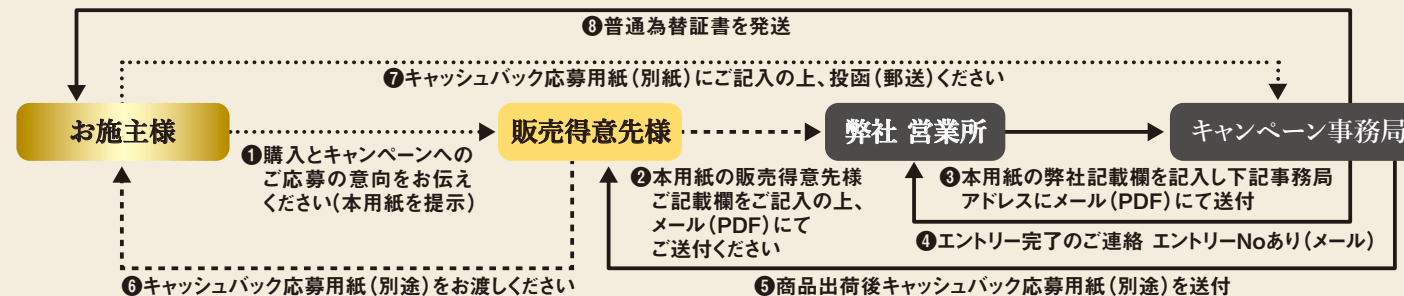 ❽普通為替証書を発送
❼キャッシュバック応募用紙(別紙)にご記入の上、投函(郵送)ください
お施主様
販売得意先様
弊社 営業所
キャンペーン事務局
❶購入とキャンペーンへの
ご応募の意向をお伝え
ください(本用紙を提示)
❷本用紙の販売得意先様
ご記載欄をご記入の上、
メール(PDF)にて
ご送付ください
❸本用紙の弊社記載欄を記入し下記事務局
アドレスにメール(PDF)にて送付
❹エントリー完了のご連絡 エントリーNoあり(メール)
❻キャッシュバック応募用紙(別途)をお渡しください
❺商品出荷後キャッシュバック応募用紙(別途)を送付